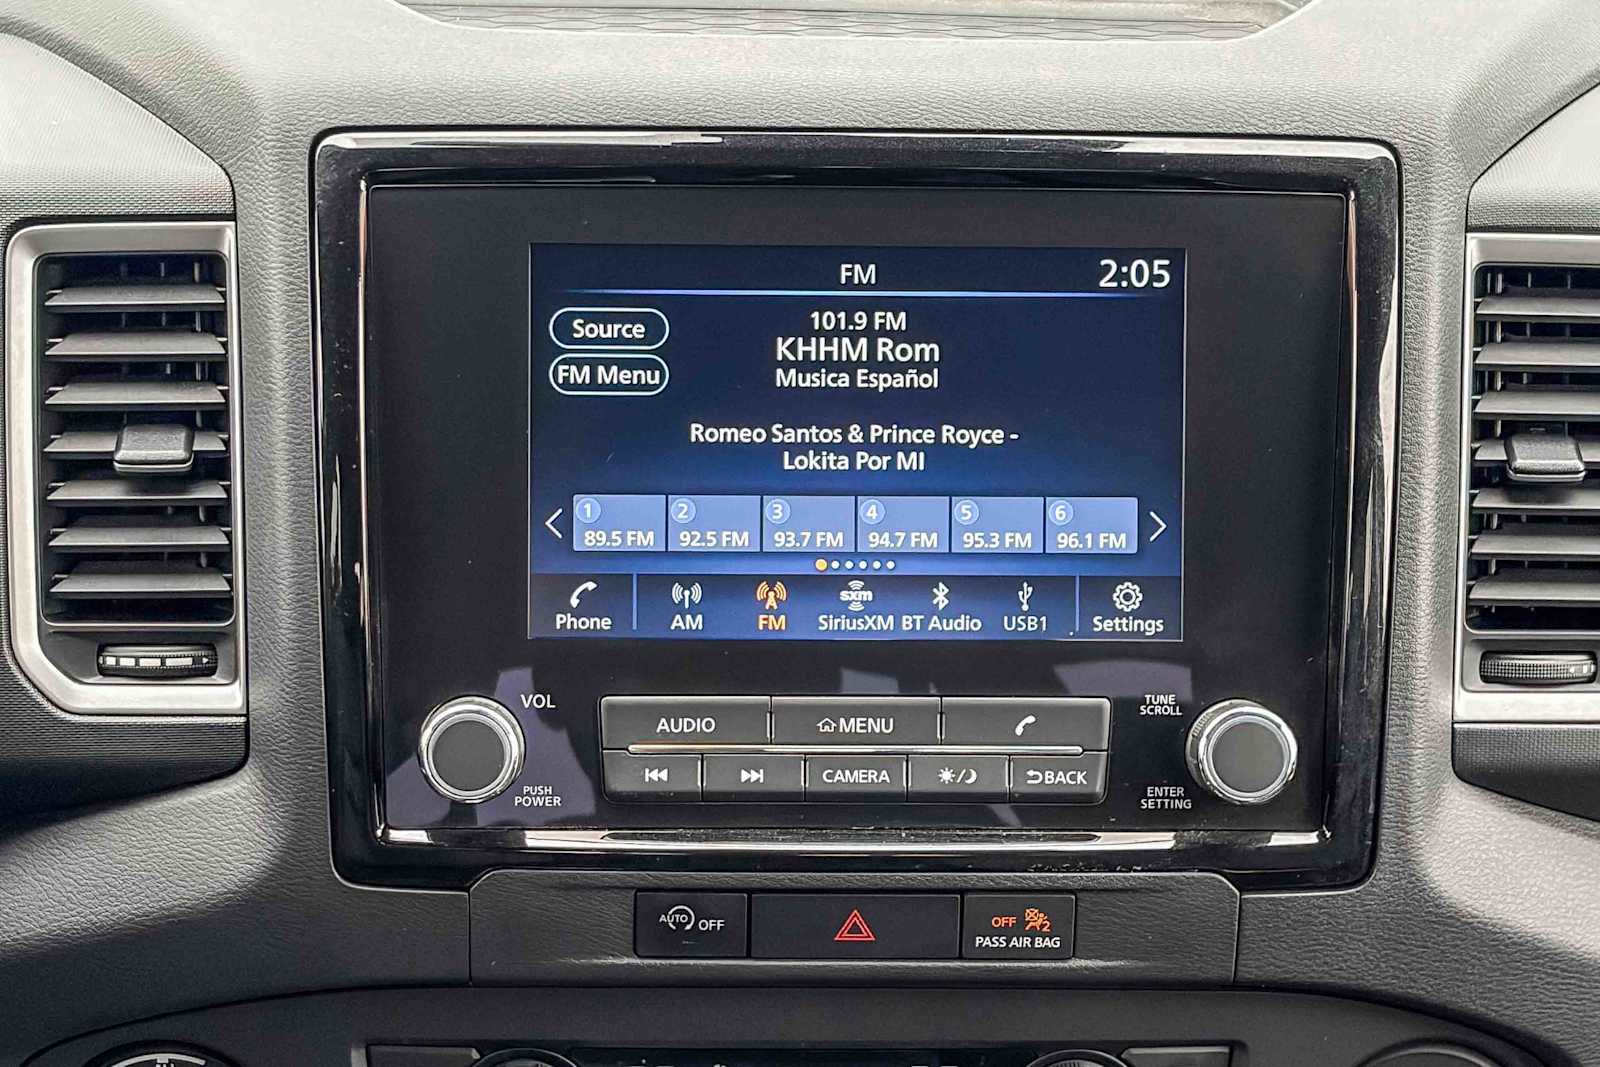 FM
2:05
Source
FM Menu
101.9 FM
KHHM Rom
Musica Español
Romeo Santos & Prince Royce -
Lokita Por MI
1
89.5 FM
2
92.5 FM
3
93.7 FM
4
94.7 FM
5
95.3 FM
6
96.1 FM
Phone
AM
FM
sxm
SiriusXM
BT Audio
USB1
Settings
VOL
PUSH
POWER
AUDIO
MENU
CAMERA
BACK
TUNE
SCROLL
ENTER
SETTING
AUTO OFF
OFF 2
PASS AIR BAG